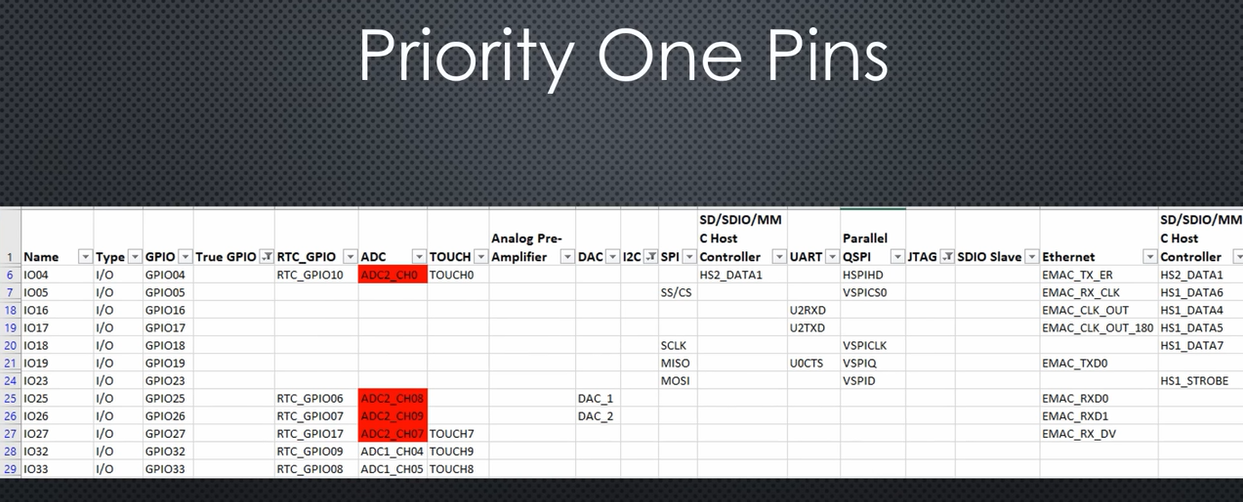 Priority One Pins
SD/SDIO/MM SD/SDIO/MM
Analog Pre- C Host Parallel C Host
1 Name Type GPIO True GPIO RTC_GPIO ADC TOUCH Amplifier DAC I2C SPI Controller UART QSPI JTAG SDIO Slave Ethernet Controller
6 IO04 I/O GPIO04 RTC_GPIO10 ADC2_CH0 TOUCH0 HS2_DATA1 HSPIHD EMAC_TX_ER HS2_DATA1
7 IO05 I/O GPIO05 SS/CS VSPICS0 EMAC_RX_CLK HS1_DATA6
18 IO16 I/O GPIO16 U2RXD EMAC_CLK_OUT HS1_DATA4
19 IO17 I/O GPIO17 U2TXD EMAC_CLK_OUT_180 HS1_DATA5
20 IO18 I/O GPIO18 SCLK VSPICLK HS1_DATA7
21 IO19 I/O GPIO19 MISO U0CTS VSPIQ EMAC_TXD0
24 IO23 I/O GPIO23 MOSI VSPID HS1_STROBE
25 IO25 I/O GPIO25 RTC_GPIO06 ADC2_CH08 DAC_1 EMAC_RXD0
26 IO26 I/O GPIO26 RTC_GPIO07 ADC2_CH09 DAC_2 EMAC_RXD1
27 IO27 I/O GPIO27 RTC_GPIO17 ADC2_CH07 TOUCH7 EMAC_RX_DV
28 IO32 I/O GPIO32 RTC_GPIO09 ADC1_CH04 TOUCH9
29 IO33 I/O GPIO33 RTC_GPIO08 ADC1_CH05 TOUCH8